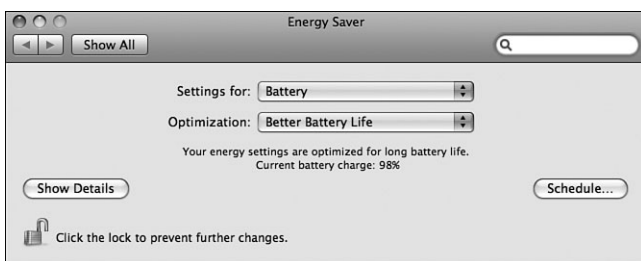 Energy Saver
Show All
Settings for: Battery
Optimization: Better Battery Life
Your energy settings are optimized for long battery life.
Current battery charge: 98%
Show Details
Schedule...
Click the lock to prevent further changes.